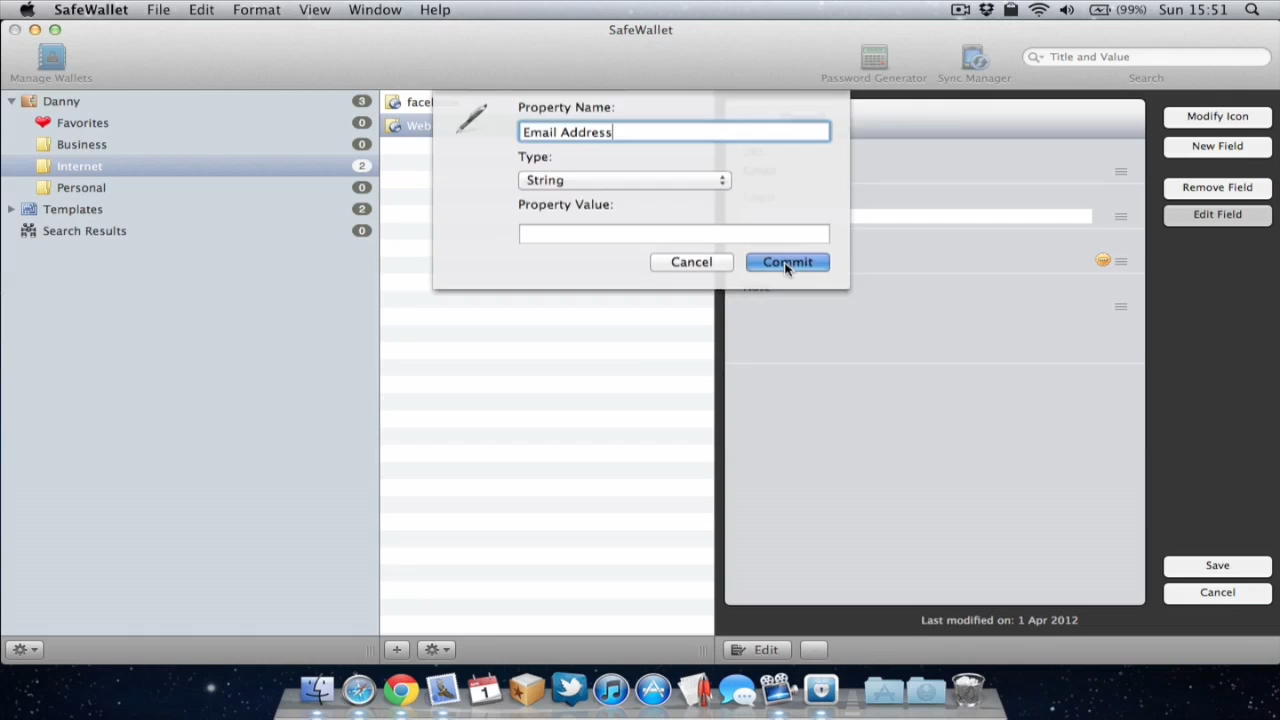 SafeWallet File Edit Format View Window Help (99%) Sun 15:51
SafeWallet
Manage Wallets
Password Generator
Sync Manager
Title and Value
Search
Danny 3
Favorites 0
Business 0
Internet 2
Personal 0
Templates 2
Search Results 0
Web
Property Name:
Email Address
Type:
String
Property Value:
Cancel Commit
Note
Modify Icon
New Field
Remove Field
Edit Field
Save
Cancel
Last modified on: 1 Apr 2012
Edit
1